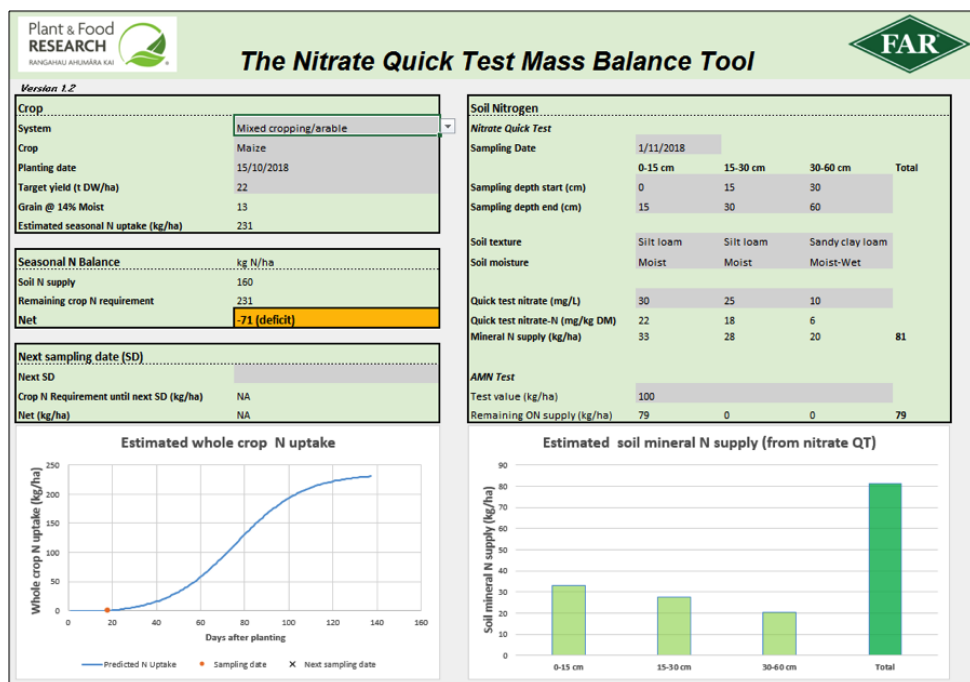 Plant & Food
RESEARCH
RANGAHAU AHUMĀRA KAI
The Nitrate Quick Test Mass Balance Tool
FAR
Version 1.2
Crop
System Mixed cropping/arable
Crop Maize
Planting date 15/10/2018
Target yield (t DW/ha) 22
Grain @ 14% Moist 13
Estimated seasonal N uptake (kg/ha) 231
Seasonal N Balance kg N/ha
Soil N supply 160
Remaining crop N requirement 231
Net -71 (deficit)
Next sampling date (SD)
Next SD
Crop N Requirement until next SD (kg/ha) NA
Net (kg/ha) NA
Soil Nitrogen
Nitrate Quick Test
Sampling Date 1/11/2018
0-15 cm 15-30 cm 30-60 cm Total
Sampling depth start (cm) 0 15 30
Sampling depth end (cm) 15 30 60
Soil texture Silt loam Silt loam Sandy clay loam
Soil moisture Moist Moist Moist-Wet
Quick test nitrate (mg/L) 30 25 10
Quick test nitrate-N (mg/kg DM) 22 18 6
Mineral N supply (kg/ha) 33 28 20 81
AMN Test
Test value (kg/ha) 100
Remaining ON supply (kg/ha) 79 0 0 79
Estimated whole crop N uptake
Whole crop N uptake (kg/ha)
250
200
150
100
50
0
0 20 40 60 80 100 120 140 160
Days after planting
Predicted N Uptake Sampling date Next sampling date
Estimated soil mineral N supply (from nitrate QT)
Soil mineral N supply (kg/ha)
90
80
70
60
50
40
30
20
10
0
0-15 cm 15-30 cm 30-60 cm Total